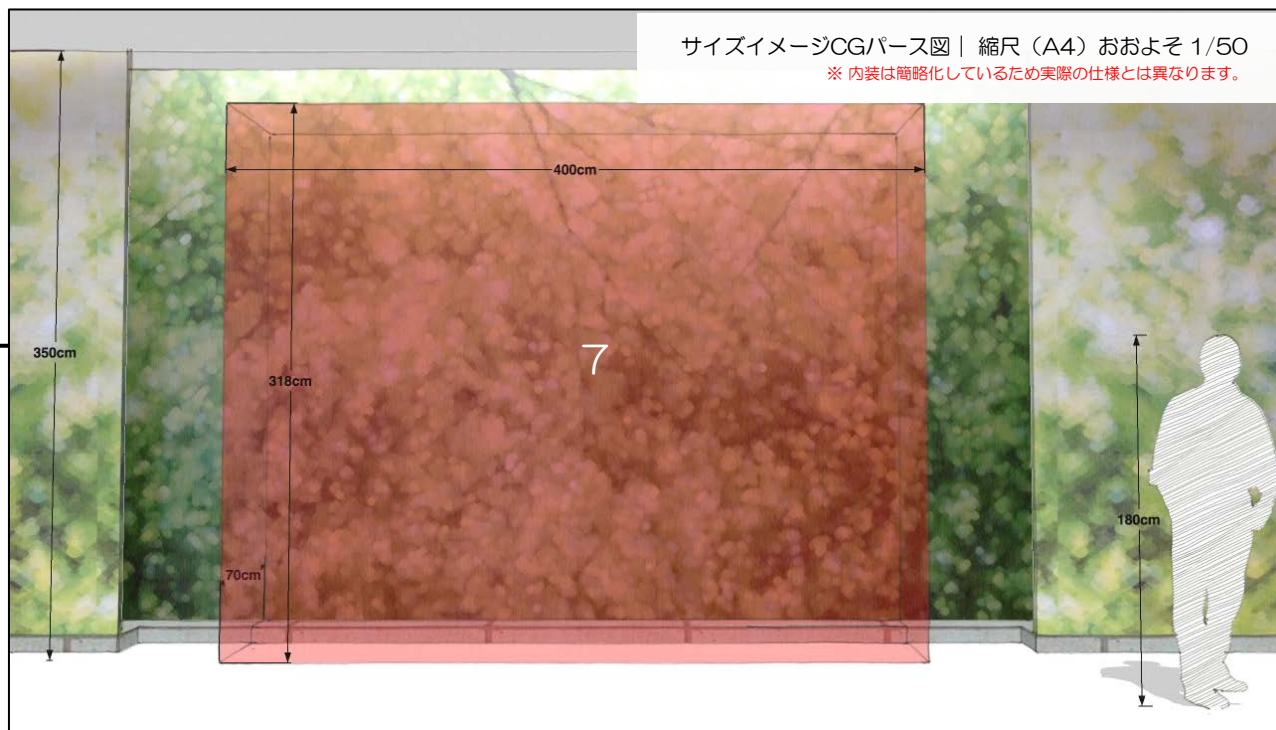 サイズイメージCGパース図｜ 縮尺（A4）おおよそ 1/50
※ 内装は簡略化しているため実際の仕様とは異なります。
400cm
350cm
7
318cm
180cm
70cm